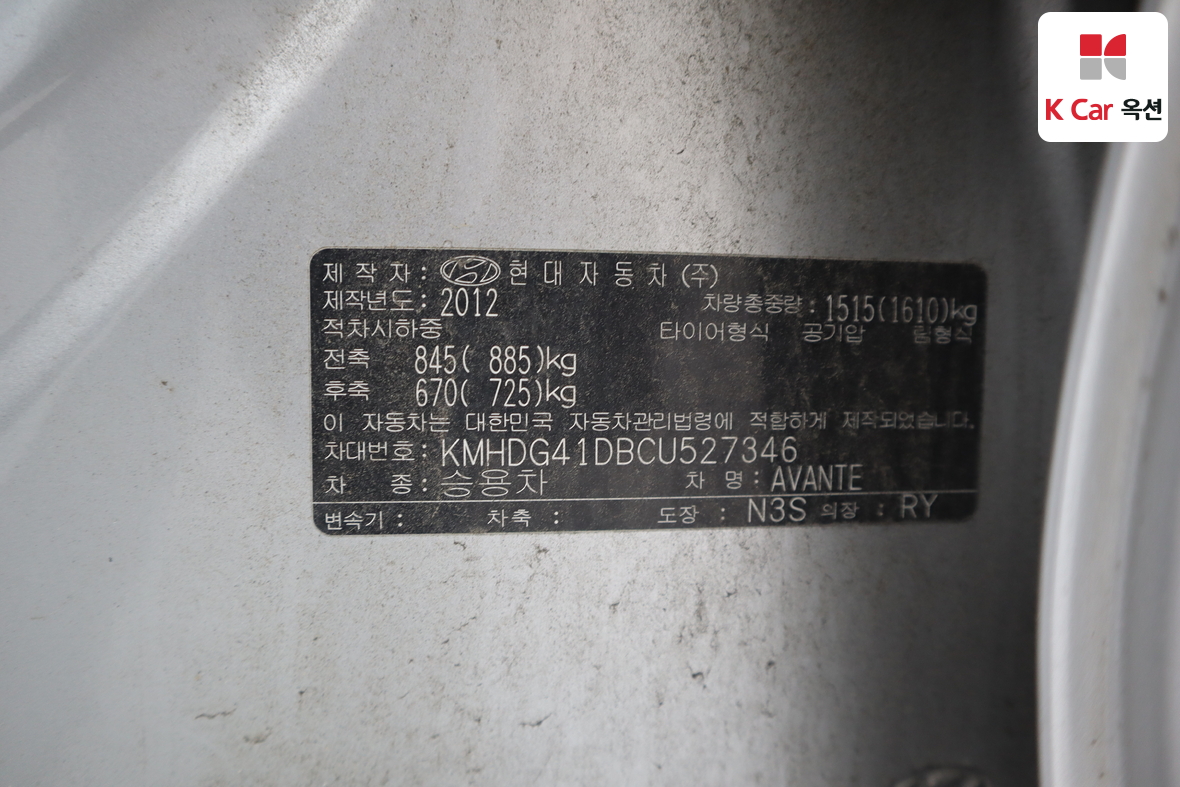 K Car 옥션
제 작 자 : 현 대 자 동 차 (주)
제작년도 : 2012 차량총중량 : 1515(1610)kg
적차시하중 타이어형식 공기압 림형식
전축 845( 885)kg
후축 670( 725)kg
이 자동차는 대한민국 자동차관리법령에 적합하게 제작되었습니다.
차대번호 : KMHDG41DBCU527346
차 종 : 승용차 차 명 : AVANTE
변속기 : 차축 : 도장 : N3S 의장 : RY